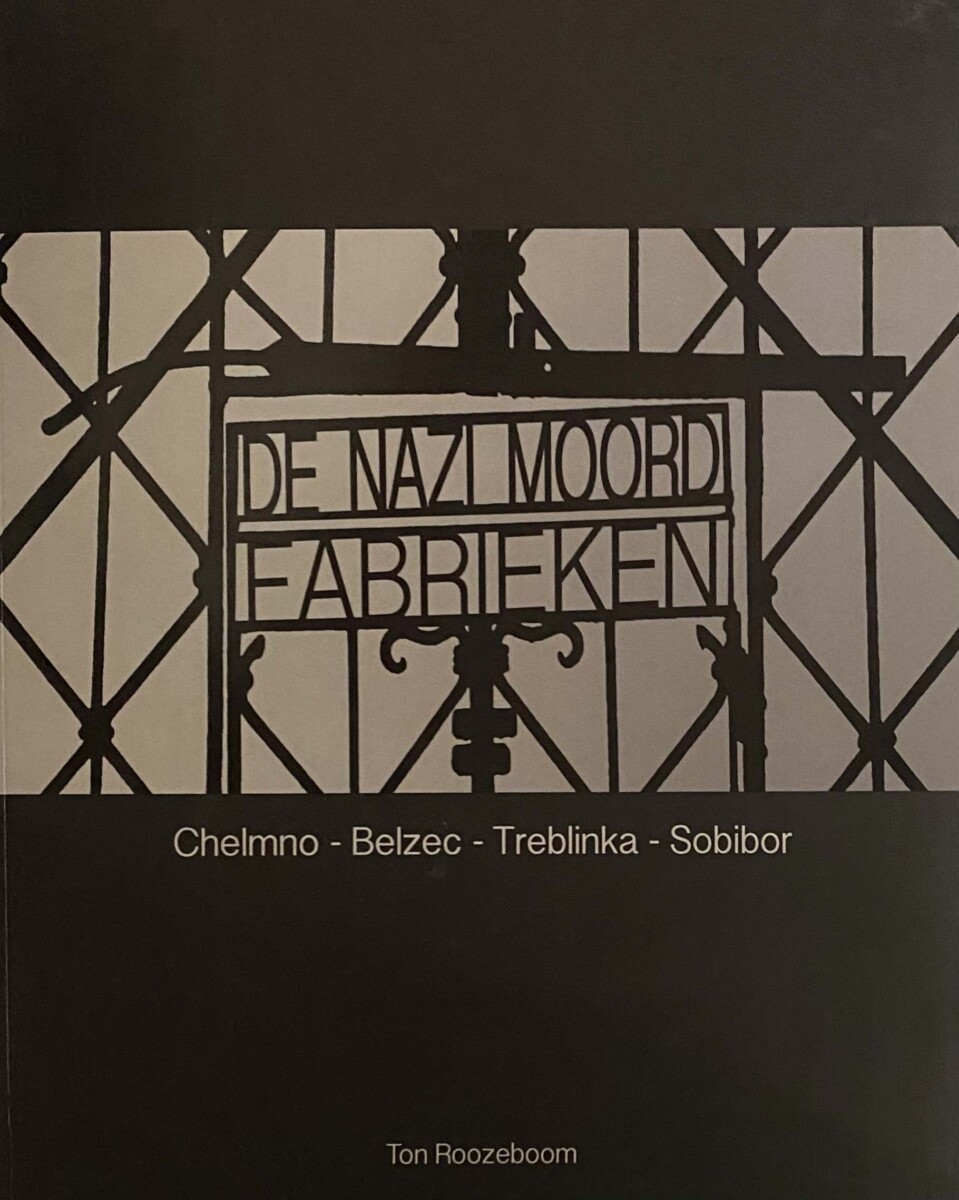 DE NAZI MOORD
FABRIEKEN
Chelmno - Belzec - Treblinka - Sobibor
Ton Roozeboom